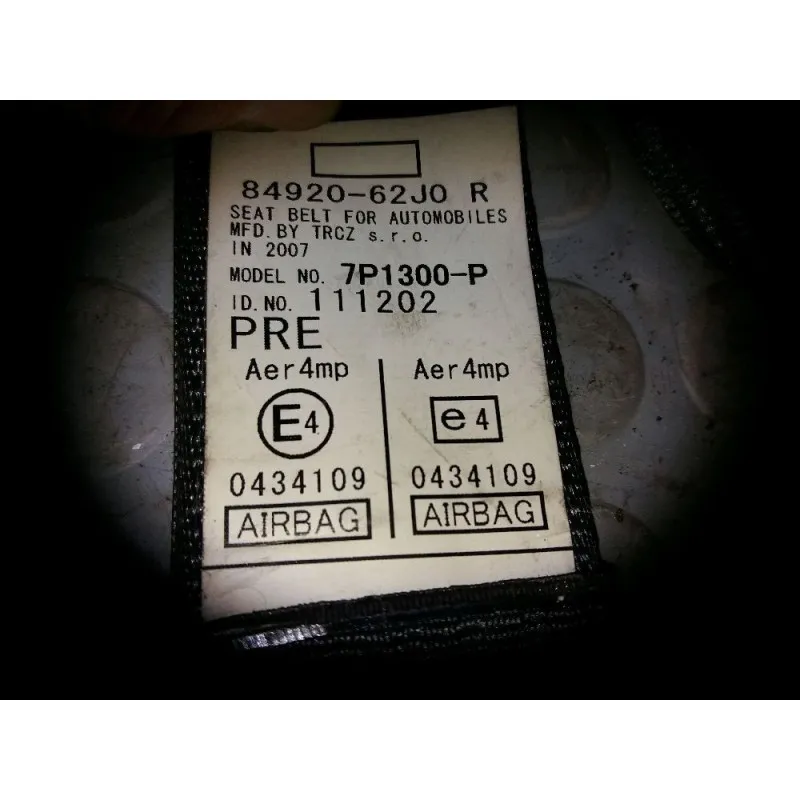 84920-62J0 R
SEAT BELT FOR AUTOMOBILES
MFD. BY TRCZ s.r.o.
IN 2007
MODEL NO. 7P1300-P
ID.NO. 111202
PRE
Aer4mp Aer4mp
E4 e4
0434109 0434109
AIRBAG AIRBAG